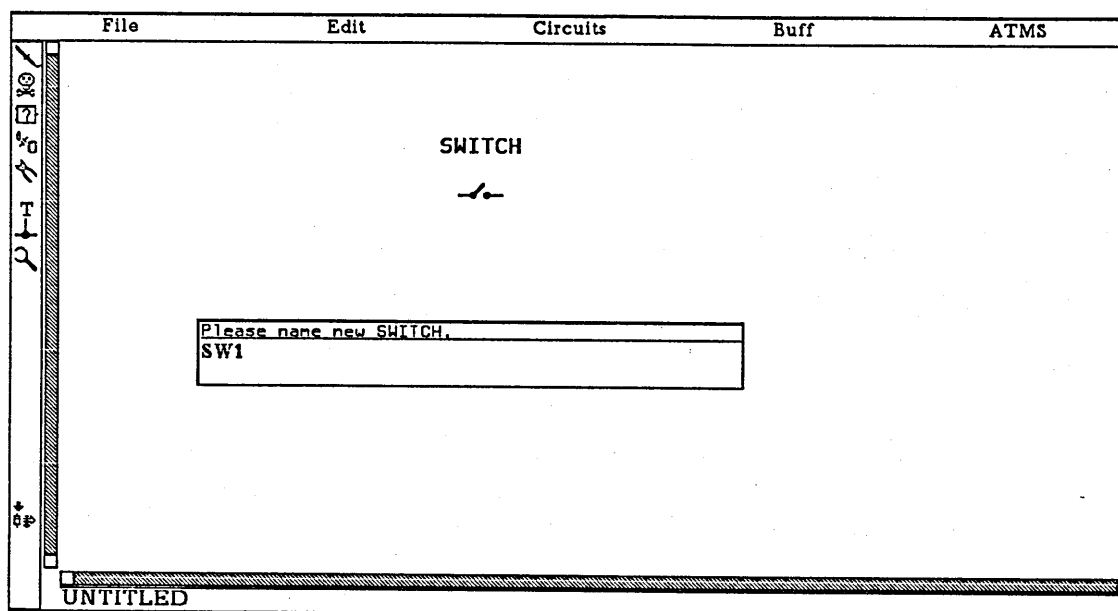 File Edit Circuits Buff ATMS
?
T
SWITCH
Please name new SWITCH.
SW1
UNTITLED